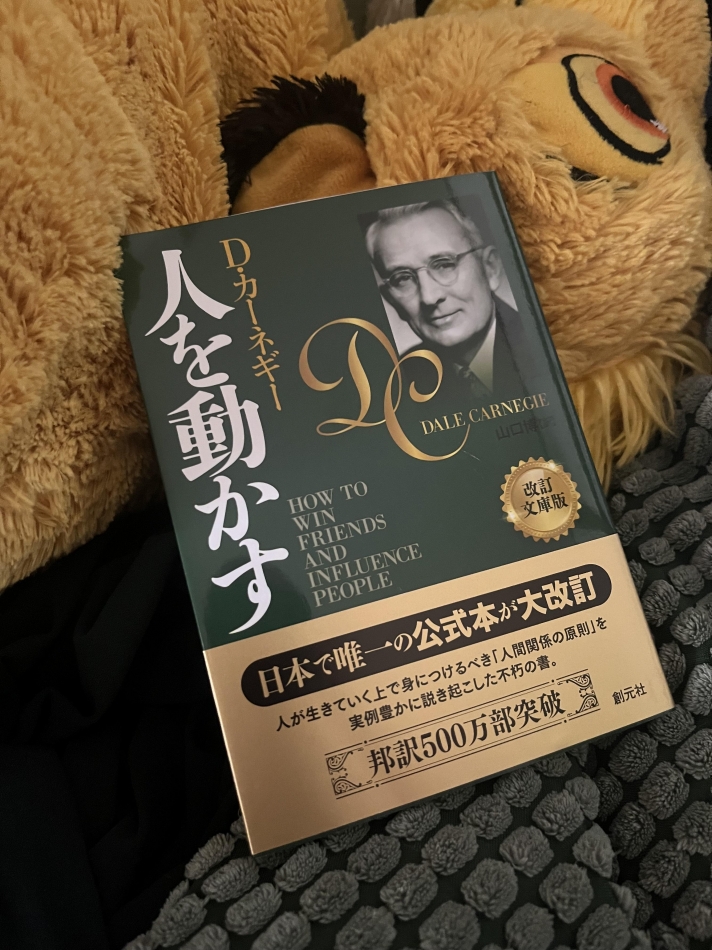 D・カーネギー
人を動かす
DC
DALE CARNEGIE
山口博
HOW TO
WIN
FRIENDS
AND
INFLUENCE
PEOPLE
改訂
文庫版
日本で唯一の公式本が大改訂
人が生きていく上で身につけるべき「人間関係の原則」を
実例豊かに説き起こした不朽の書。
邦訳500万部突破
創元社